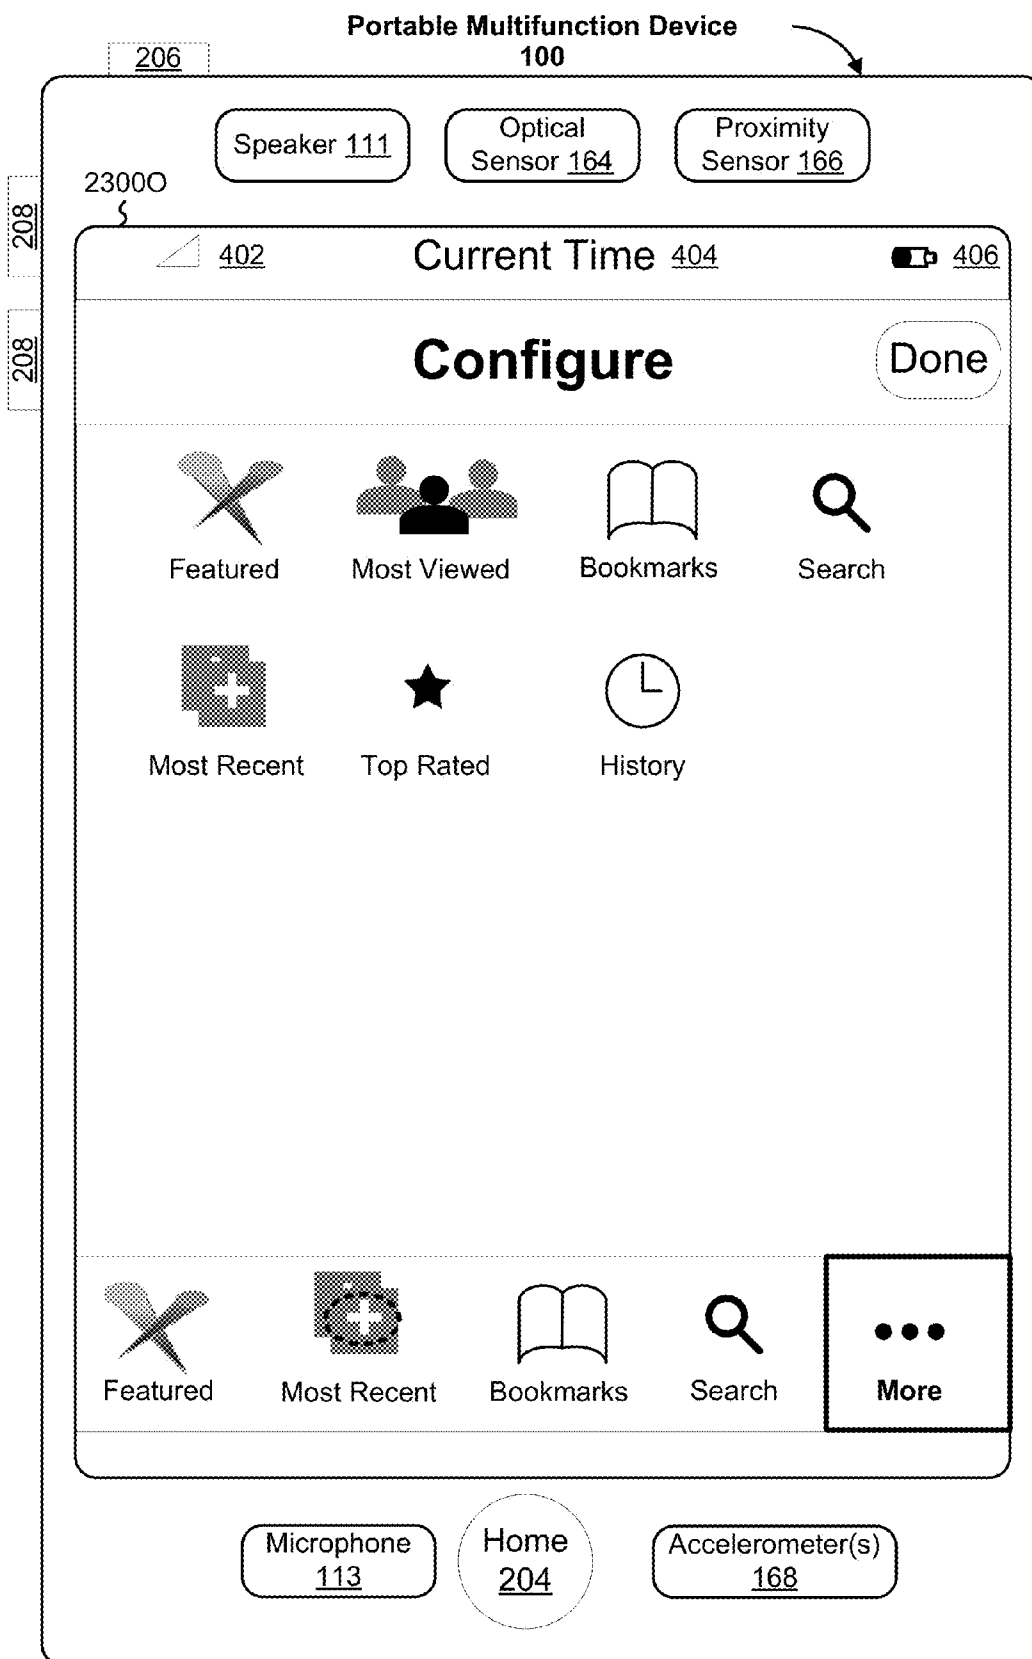 Portable Multifunction Device
100
206
Speaker 111
Optical
Sensor 164
Proximity
Sensor 166
2300O
208
208
402
Current Time 404
406
Configure
Done
Featured
Most Viewed
Bookmarks
Search
Most Recent
Top Rated
History
Featured
Most Recent
Bookmarks
Search
More
Microphone
113
Home
204
Accelerometer(s)
168